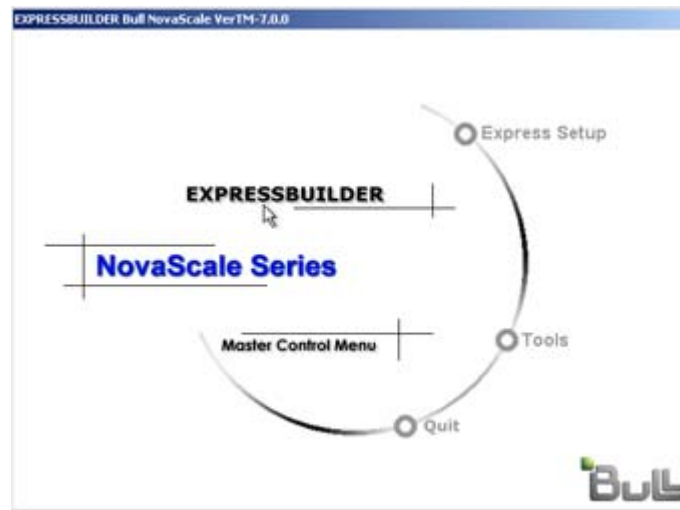 EXPRESSBUILDER Bull NovaScale VerTM-7.0.0
Express Setup
EXPRESSBUILDER
NovaScale Series
Master Control Menu
Tools
Quit
Bull